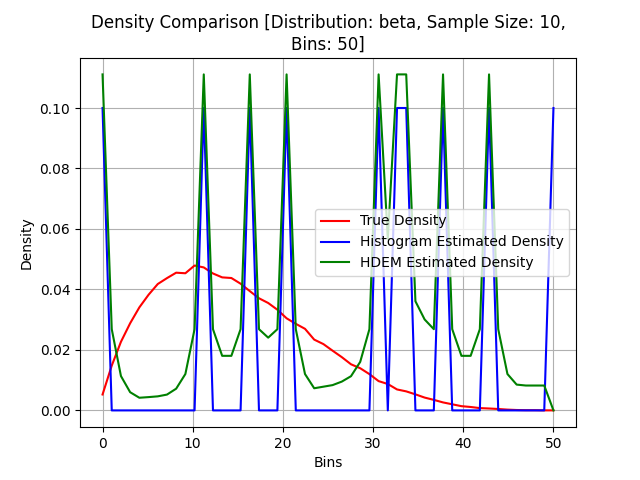 Density Comparison [Distribution: beta, Sample Size: 10,
Bins: 50]
Density
0.10
0.08
0.06
0.04
0.02
0.00
True Density
Histogram Estimated Density
HDEM Estimated Density
0 10 20 30 40 50
Bins